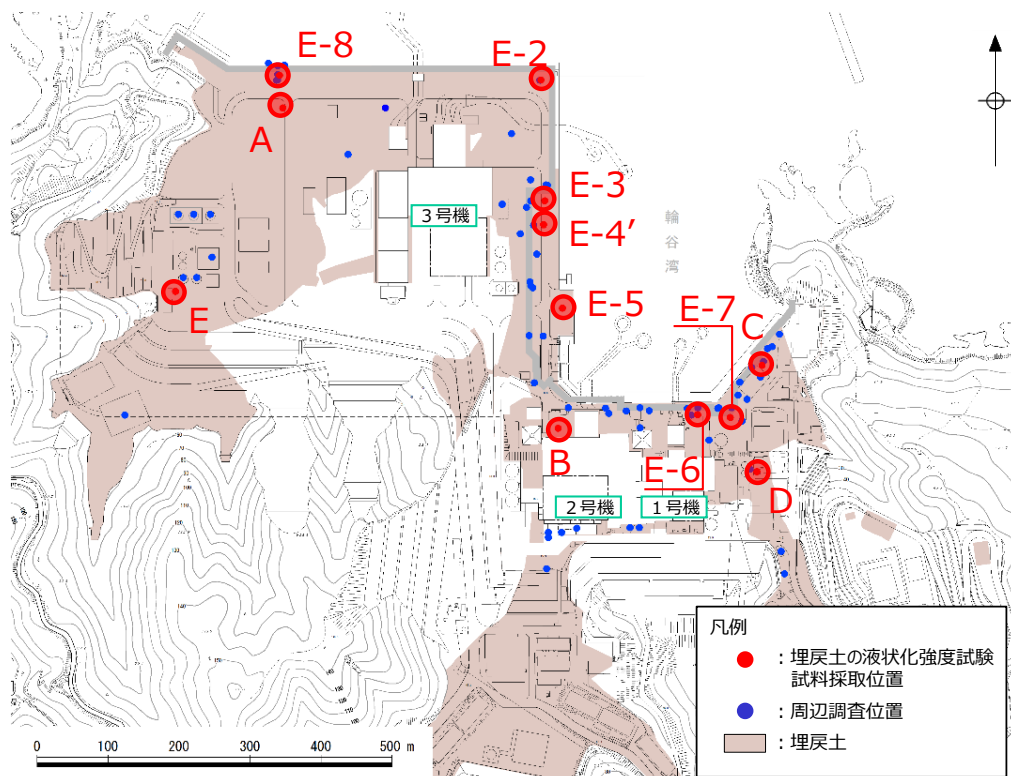 E-8
E-2
A
E-3
輪谷湾
３号機
E-4’
E-7
E
E-5
C
B
E-6
D
２号機
１号機
凡例
：埋戻土の液状化強度試験
試料採取位置
：周辺調査位置
：埋戻土
0 100 200 300 400 500 m